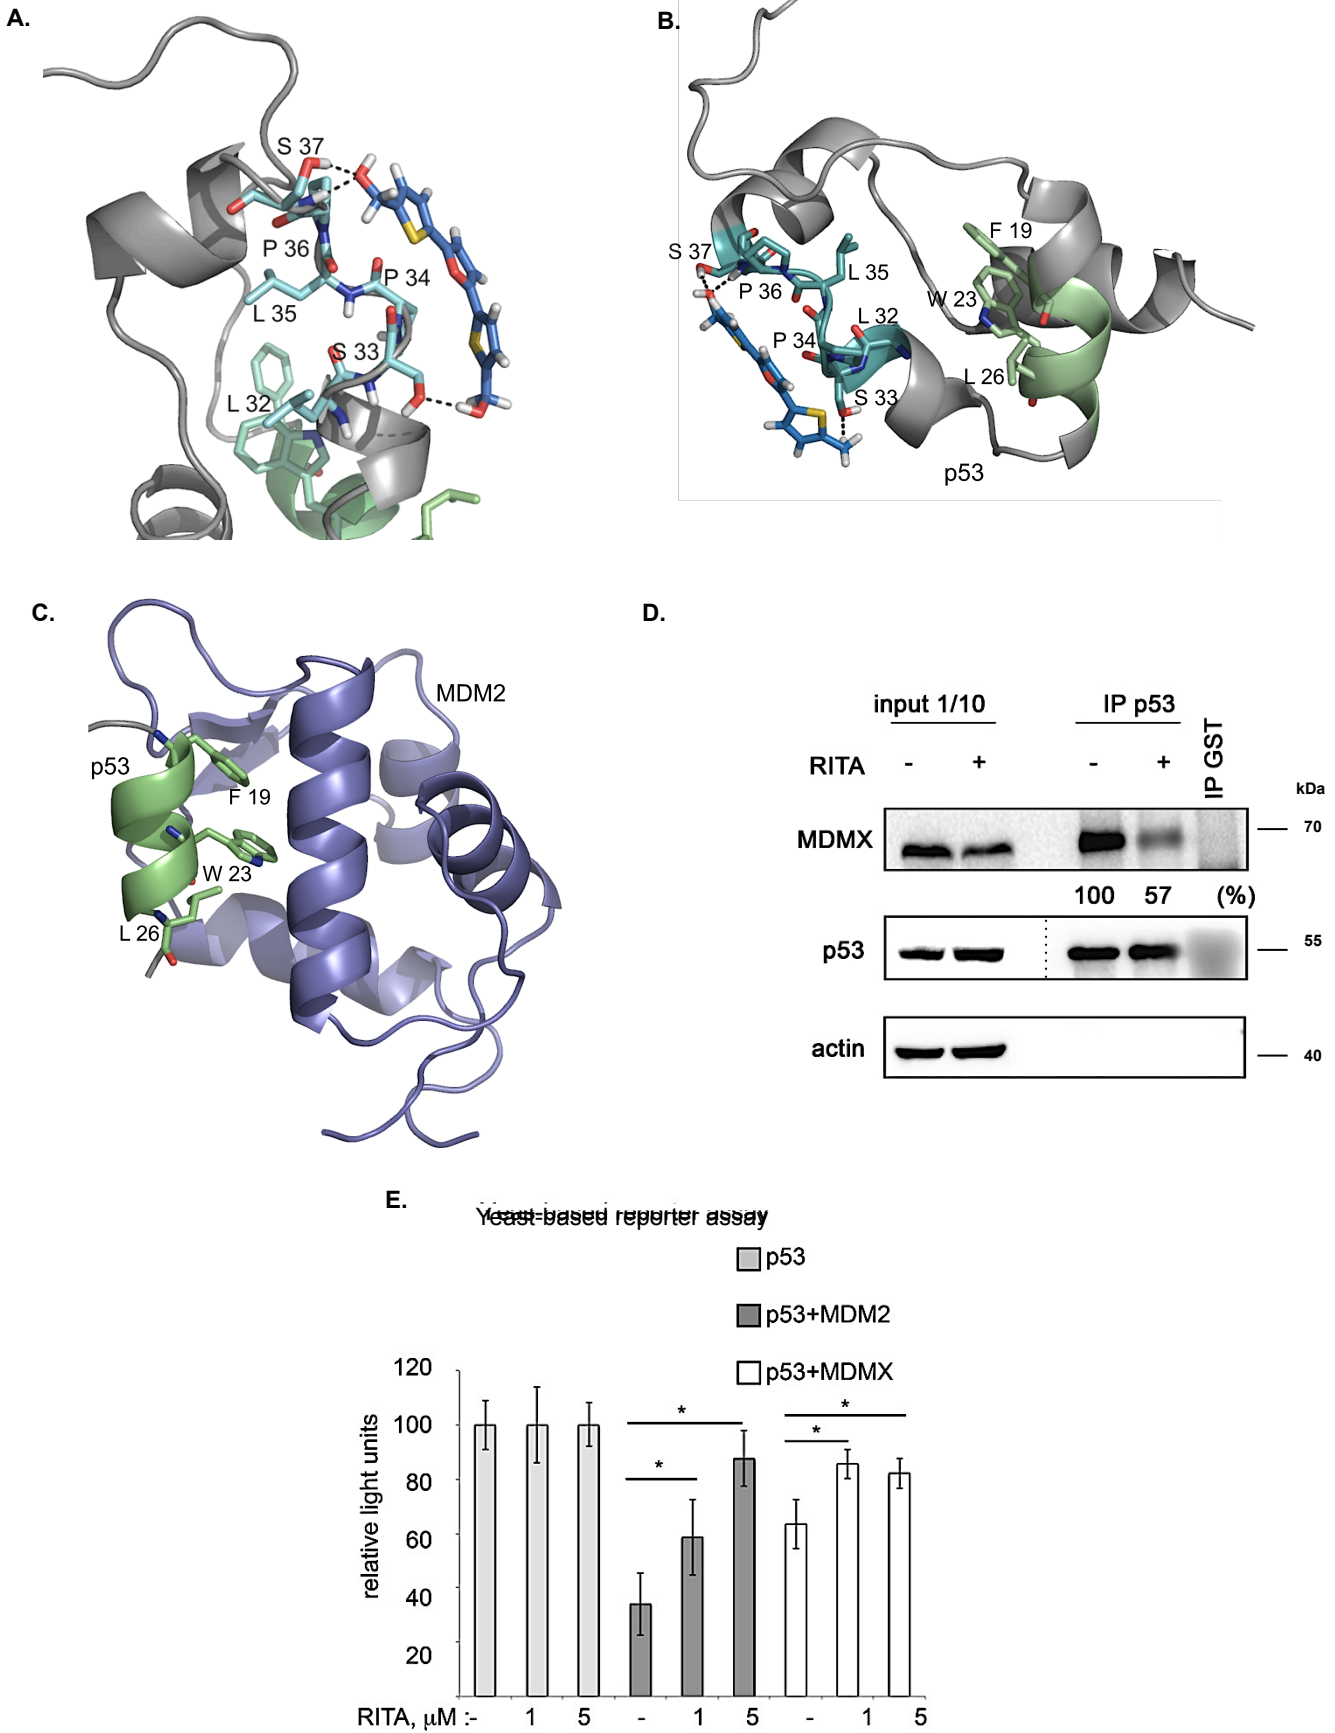 A.
S 37
P 36
P 34
L 35
S 33
L 32
B.
F 19
S 37
L 35
P 36
W 23
L 32
P 34
L 26
S 33
p53
C.
MDM2
p53
F 19
W 23
L 26
D.
input 1/10 IP p53 IP GST
RITA - + - + kDa
MDMX 70
100 57 (%)
p53 55
actin 40
E.
Yeast-based reporter assay
p53
p53+MDM2
p53+MDMX
relative light units
120
100
80
60
40
20
* * * *
RITA, μM :- 1 5 - 1 5 - 1 5